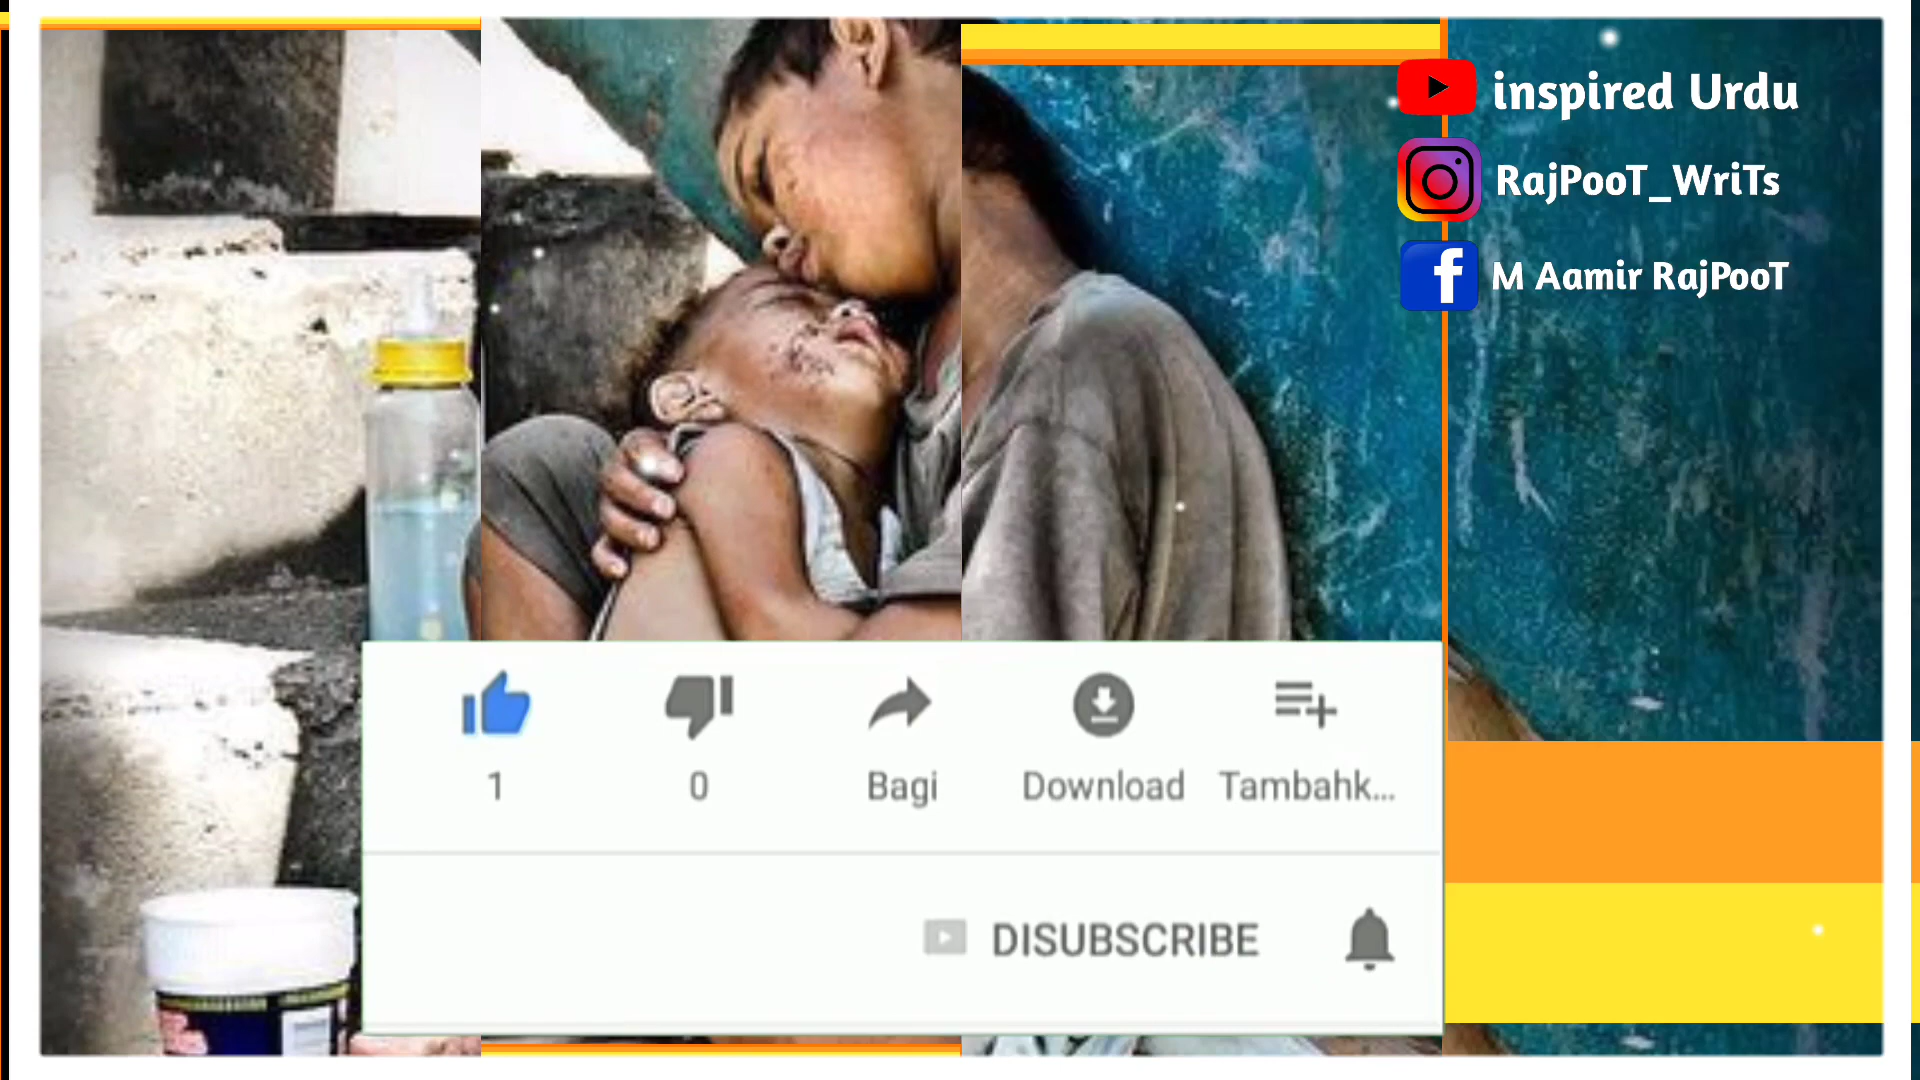 inspired Urdu
RajPooT_WriTs
M Aamir RajPooT
1 0 Bagi Download Tambahk...
DISUBSCRIBE